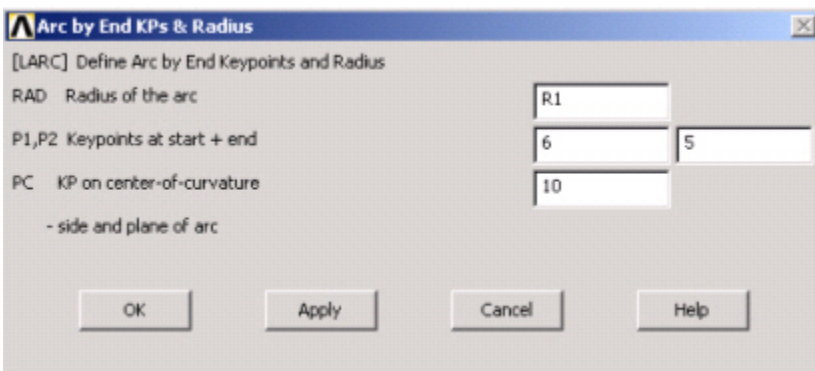 Arc by End KPs & Radius
[LARC] Define Arc by End Keypoints and Radius
RAD Radius of the arc R1
P1,P2 Keypoints at start + end 6 5
PC KP on center-of-curvature 10
- side and plane of arc
OK Apply Cancel Help